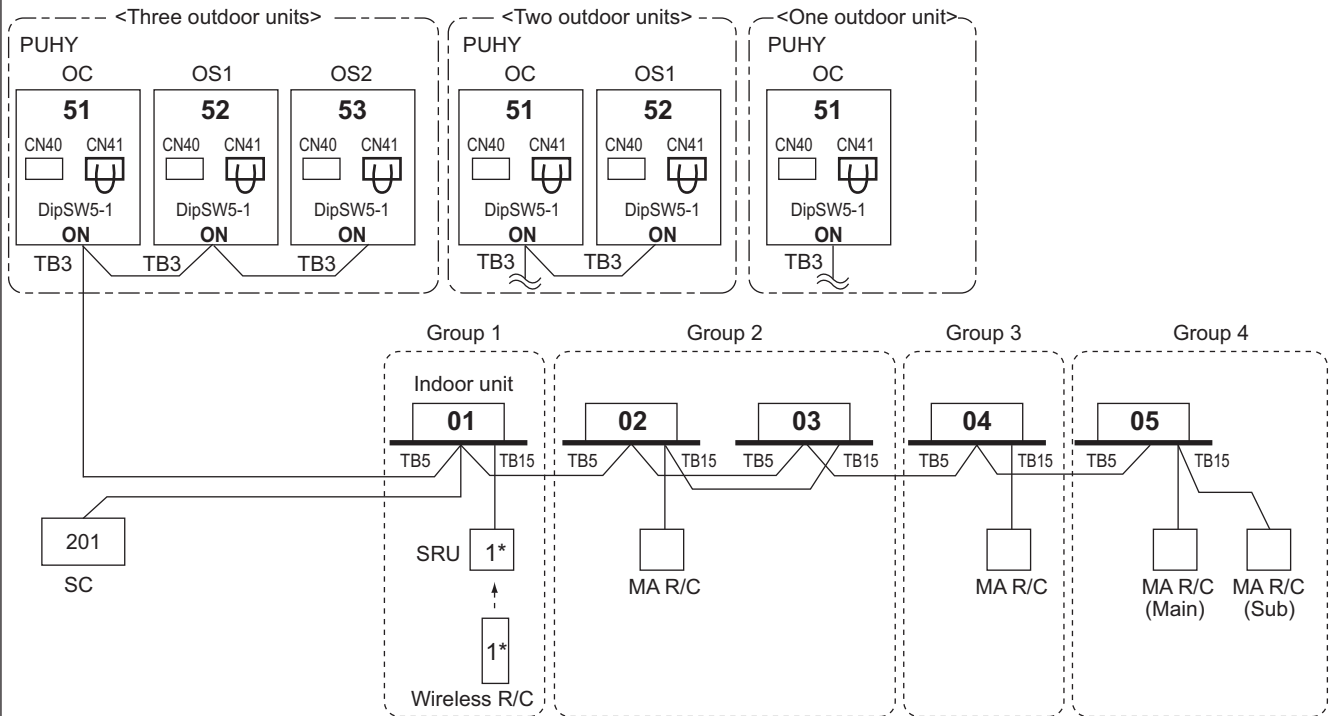 <Three outdoor units> <Two outdoor units> <One outdoor unit>
PUHY PUHY PUHY
OC OS1 OS2 OC OS1 OC
51 52 53 51 52 51
CN40 CN41 CN40 CN41 CN40 CN41 CN40 CN41 CN40 CN41 CN40 CN41
DipSW5-1 DipSW5-1 DipSW5-1 DipSW5-1 DipSW5-1 DipSW5-1
ON ON ON ON ON ON
TB3 TB3 TB3 TB3 TB3 TB3
Group 1 Group 2 Group 3 Group 4
Indoor unit
01 02 03 04 05
TB5 TB15 TB5 TB15 TB5 TB15 TB5 TB15 TB5 TB15
201 SRU 1*
SC MA R/C MA R/C MA R/C MA R/C
(Main) (Sub)
1*
Wireless R/C